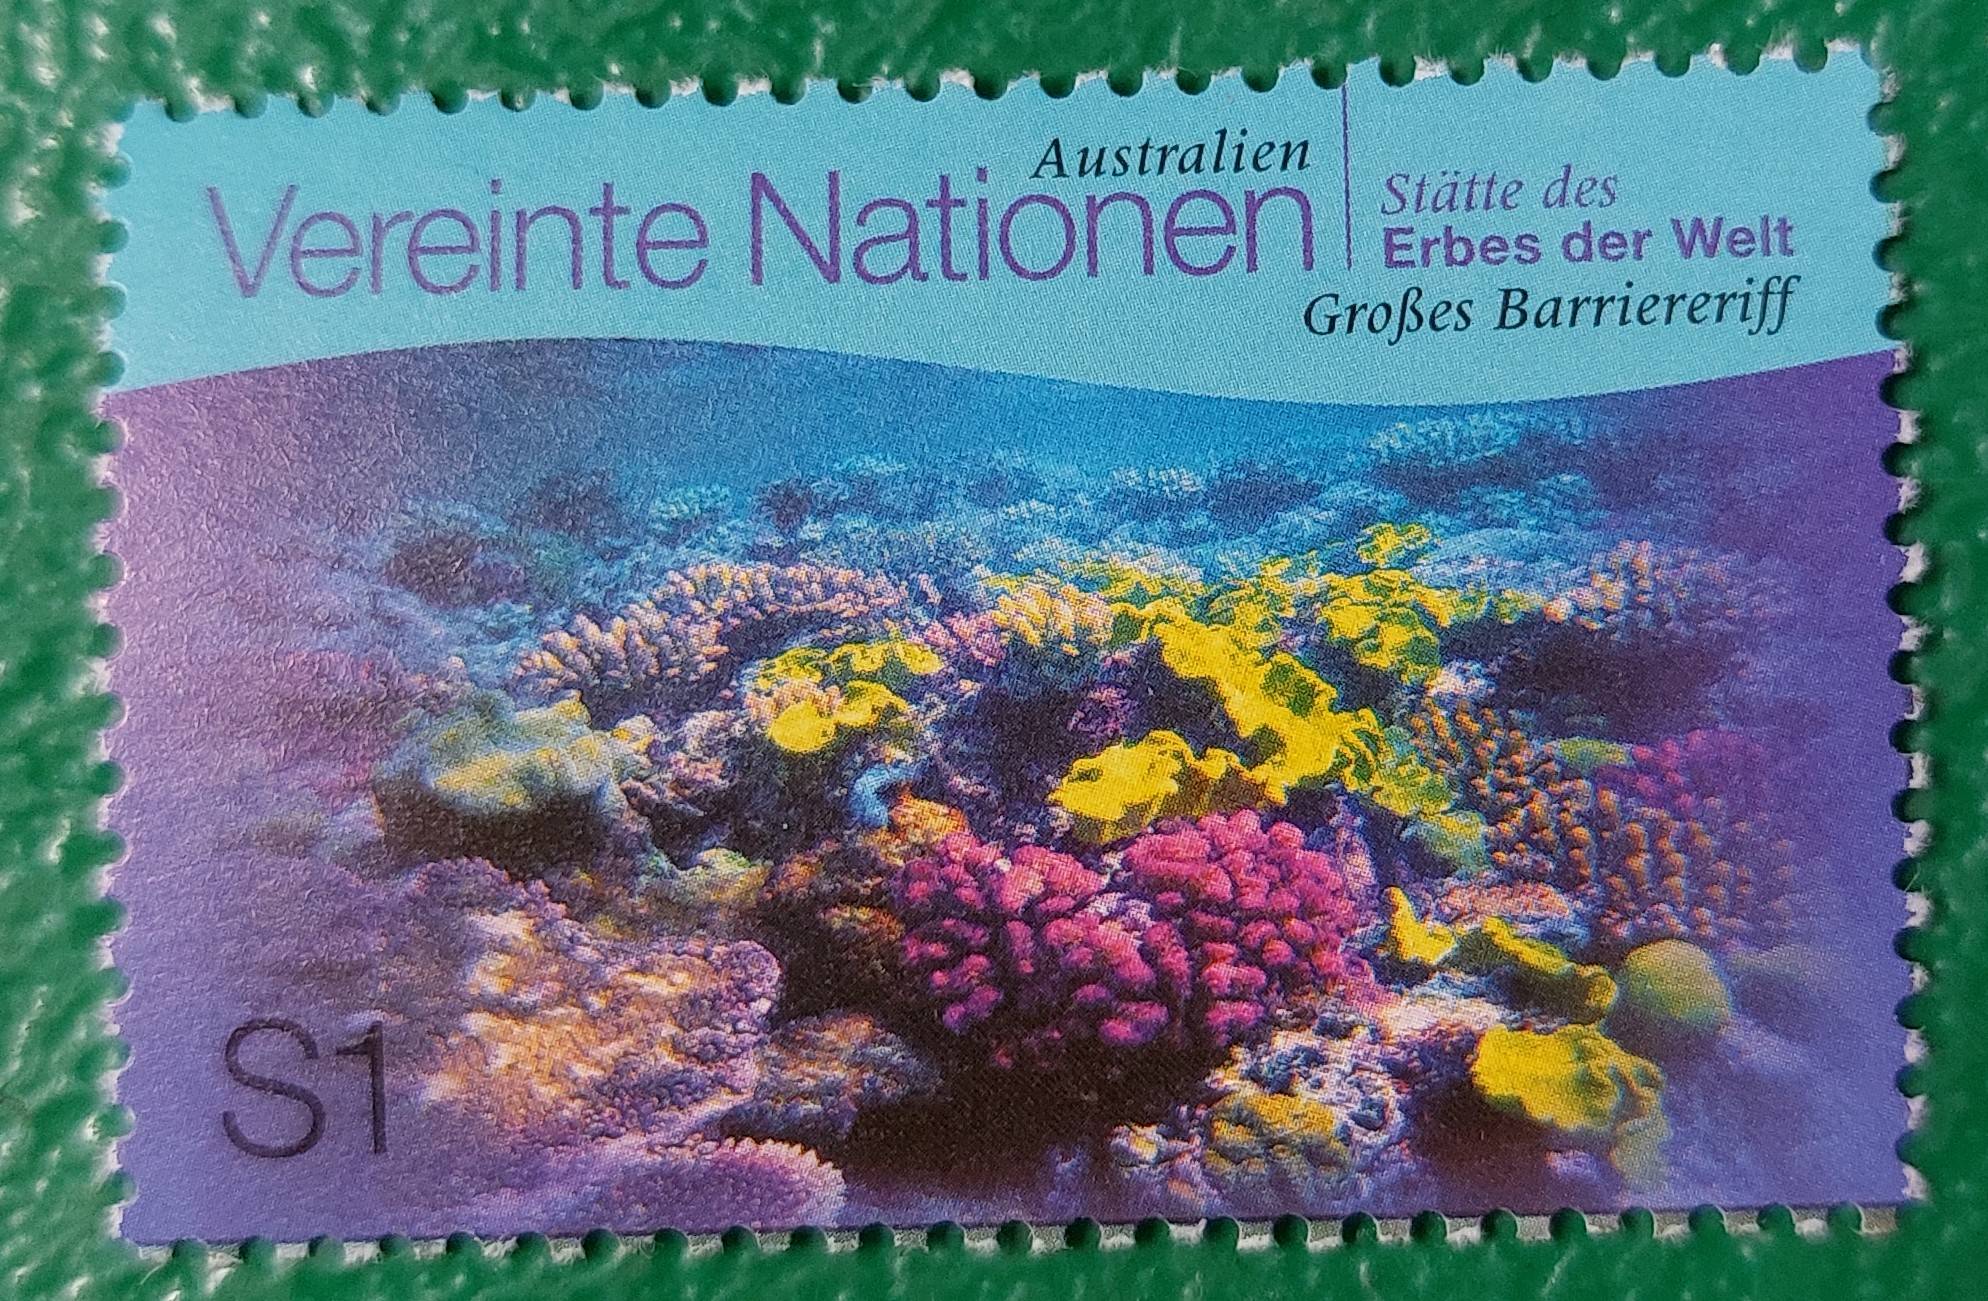 Australien
Vereinte Nationen
Stätte des
Erbes der Welt
Großes Barriereriff
S1